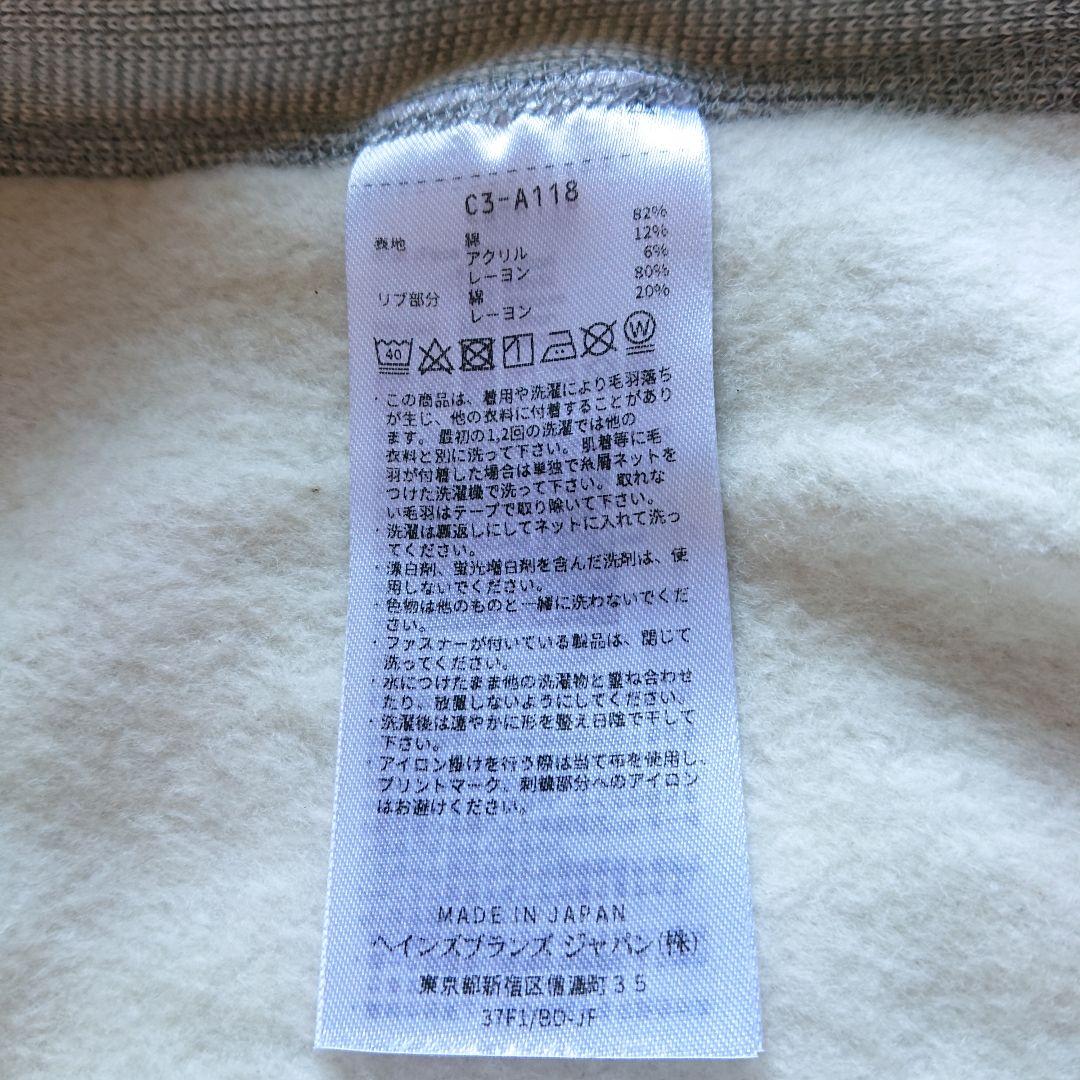 C3-A118
表地 綿 82%
アクリル 12%
レーヨン 6%
リブ部分 綿 80%
レーヨン 20%
40 W
・この商品は、着用や洗濯により毛羽落ち
が生じ、他の衣料に付着することがあり
ます。最初の1,2回の洗濯では他の
衣料と別に洗って下さい。肌着等に毛
羽が付着した場合は単独で糸屑ネットを
つけた洗濯機で洗って下さい。取れな
い毛羽はテープで取り除いて下さい。
・洗濯は裏返しにしてネットに入れて洗っ
てください。
・漂白剤、蛍光増白剤を含んだ洗剤は、使
用しないでください。
・色物は他のものと一緒に洗わないでくだ
さい。
・ファスナーが付いている製品は、閉じて
洗ってください。
・水につけたまま他の洗濯物と重ね合わせ
たり、放置しないようにしてください。
・洗濯後は速やかに形を整え日陰で干して
下さい。
・アイロン掛けを行う際は当て布を使用し、
プリントマーク、刺繍部分へのアイロン
はお避けください。
MADE IN JAPAN
ヘインズブランズ ジャパン(株)
東京都新宿区信濃町35
37F1/BD-JF